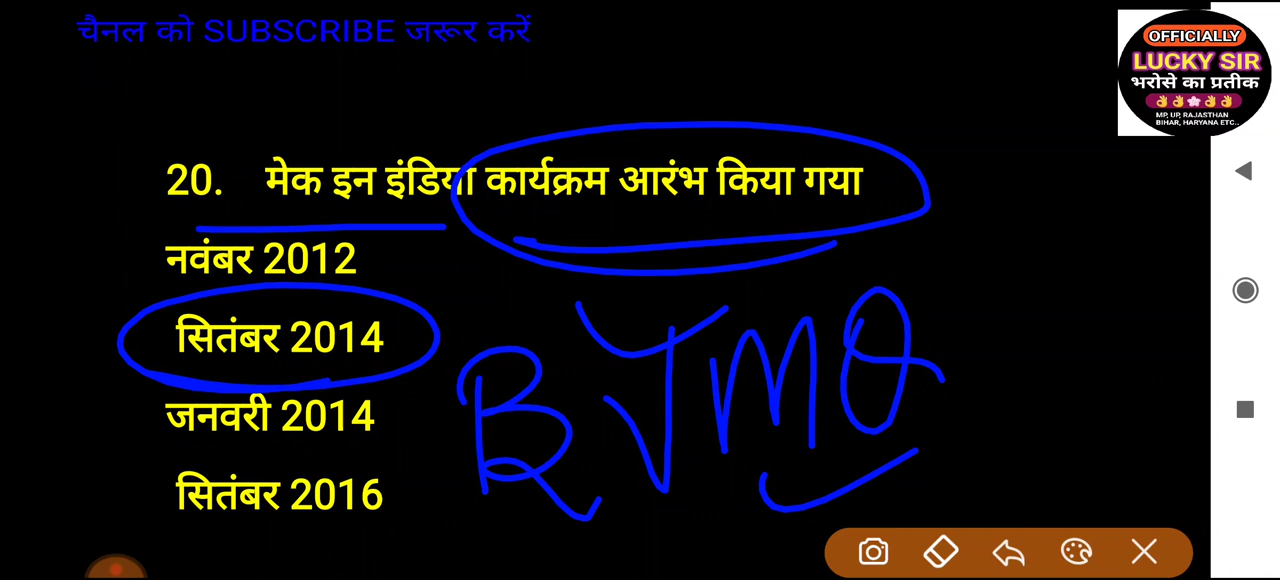 चैनल को SUBSCRIBE जरूर करें
OFFICIALLY
LUCKY SIR
भरोसे का प्रतीक
MP, UP, RAJASTHAN
BIHAR, HARYANA ETC..
20. मेक इन इंडिया कार्यक्रम आरंभ किया गया
नवंबर 2012
सितंबर 2014
जनवरी 2014
सितंबर 2016